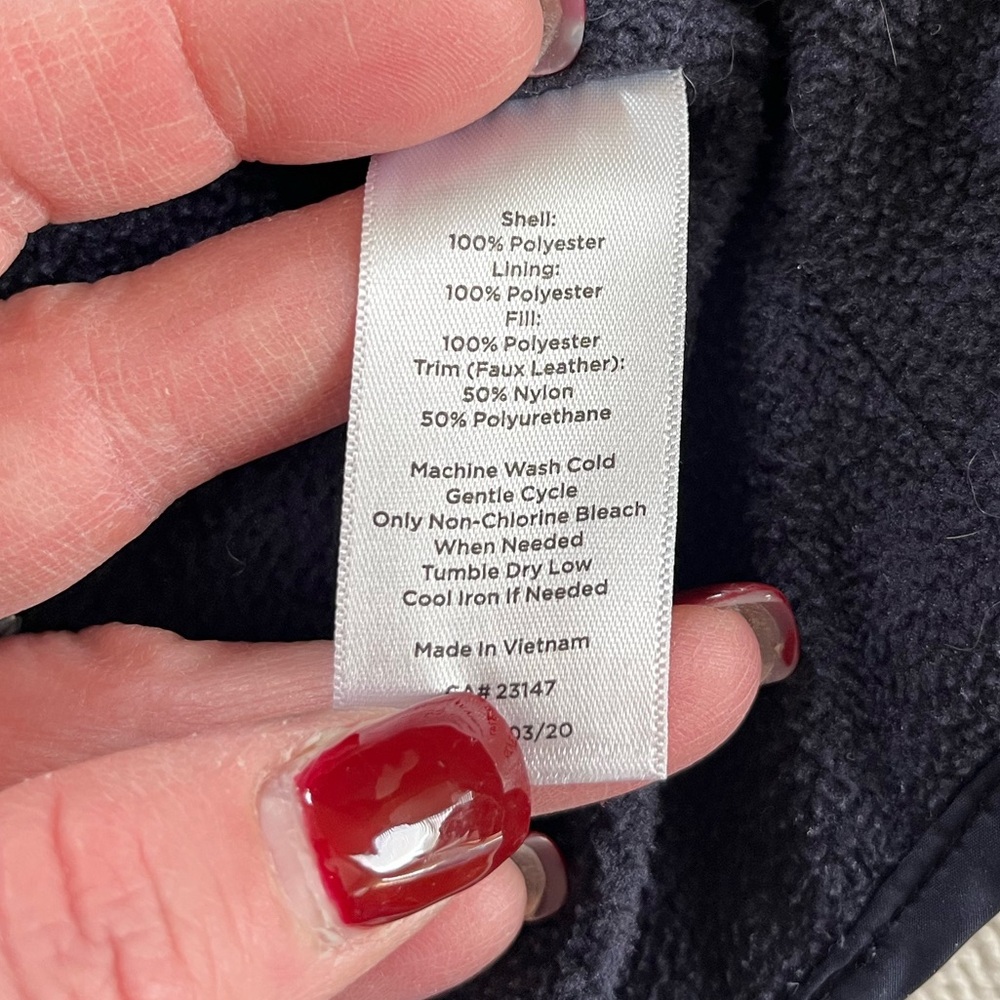 Shell:
100% Polyester
Lining:
100% Polyester
Fill:
100% Polyester
Trim (Faux Leather):
50% Nylon
50% Polyurethane
Machine Wash Cold
Gentle Cycle
Only Non-Chlorine Bleach
When Needed
Tumble Dry Low
Cool Iron If Needed
Made In Vietnam
CA# 23147
03/20